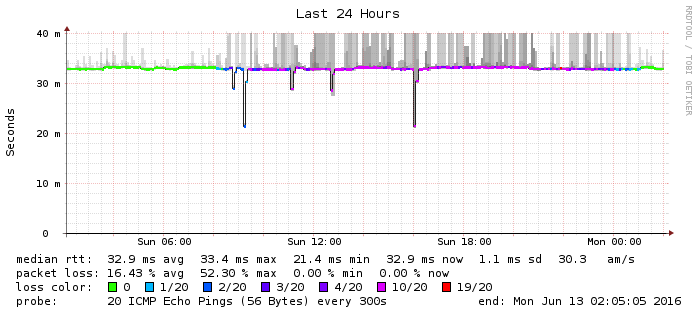 Last 24 Hours
RRDTOOL / TOBI OETIKER
Seconds
40 m
30 m
20 m
10 m
0
Sun 06:00 Sun 12:00 Sun 18:00 Mon 00:00
median rtt: 32.9 ms avg 33.4 ms max 21.4 ms min 32.9 ms now 1.1 ms sd 30.3 am/s
packet loss: 16.43 % avg 52.30 % max 0.00 % min 0.00 % now
loss color: 0 1/20 2/20 3/20 4/20 10/20 19/20
probe: 20 ICMP Echo Pings (56 Bytes) every 300s end: Mon Jun 13 02:05:05 2016